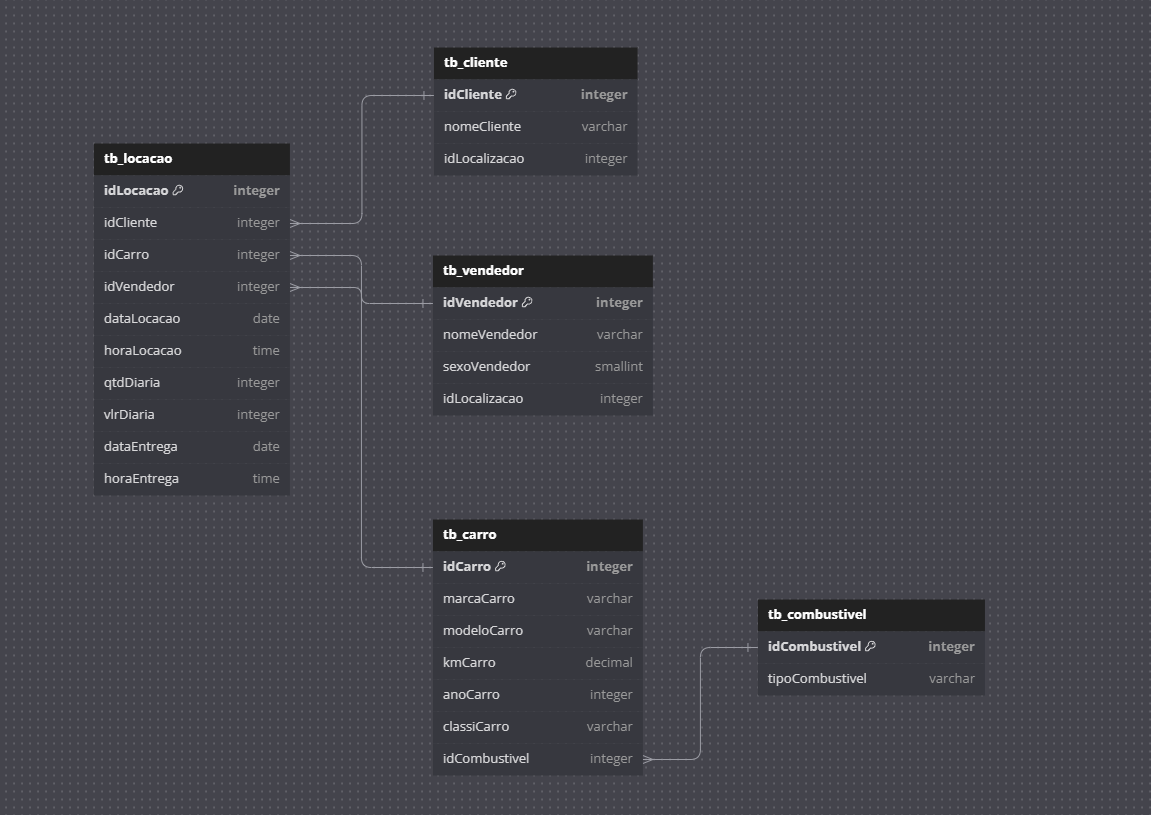 tb_cliente
idCliente integer
nomeCliente varchar
idLocalizacao integer
tb_locacao
idLocacao integer
idCliente integer
idCarro integer
idVendedor integer
dataLocacao date
horaLocacao time
qtdDiaria integer
vlrDiaria integer
dataEntrega date
horaEntrega time
tb_vendedor
idVendedor integer
nomeVendedor varchar
sexoVendedor smallint
idLocalizacao integer
tb_carro
idCarro integer
marcaCarro varchar
modeloCarro varchar
kmCarro decimal
anoCarro integer
classiCarro varchar
idCombustivel integer
tb_combustivel
idCombustivel integer
tipoCombustivel varchar